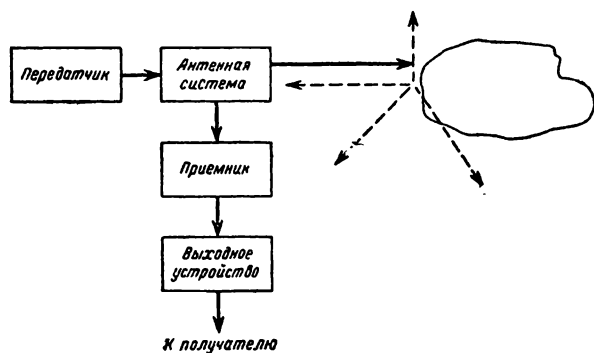 Передатчик
Антенная
система
Приемник
Выходное
устройство
К получателю